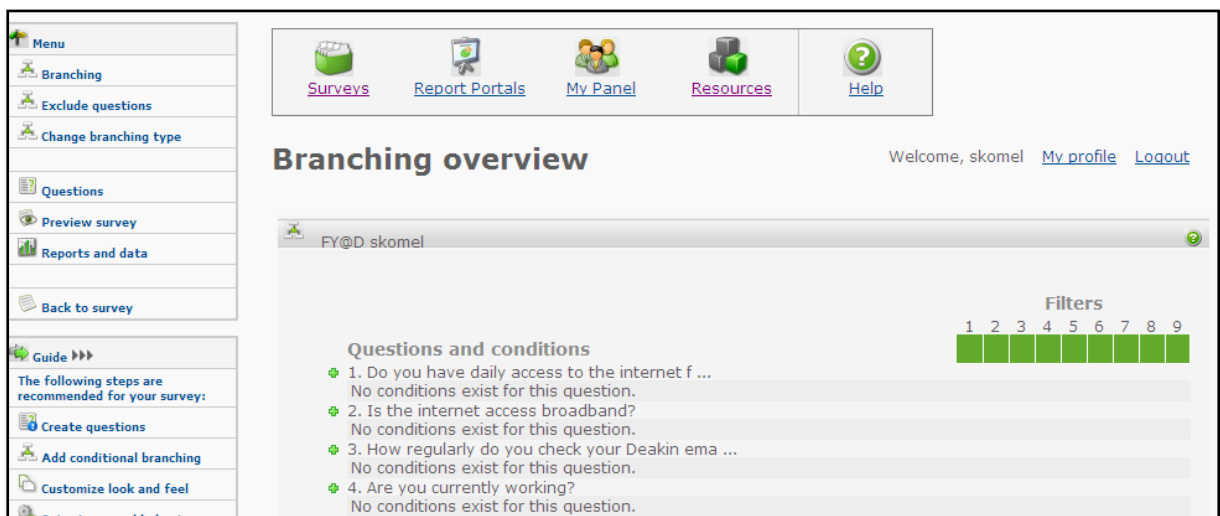 Menu
Branching
Exclude questions
Change branching type
Questions
Preview survey
Reports and data
Back to survey
Guide
The following steps are
recommended for your survey:
Create questions
Add conditional branching
Customize look and feel
Surveys Report Portals My Panel Resources Help
Branching overview
Welcome, skomel My profile Logout
FY@D skomel
Filters
1 2 3 4 5 6 7 8 9
Questions and conditions
1. Do you have daily access to the internet f ...
No conditions exist for this question.
2. Is the internet access broadband?
No conditions exist for this question.
3. How regularly do you check your Deakin ema ...
No conditions exist for this question.
4. Are you currently working?
No conditions exist for this question.